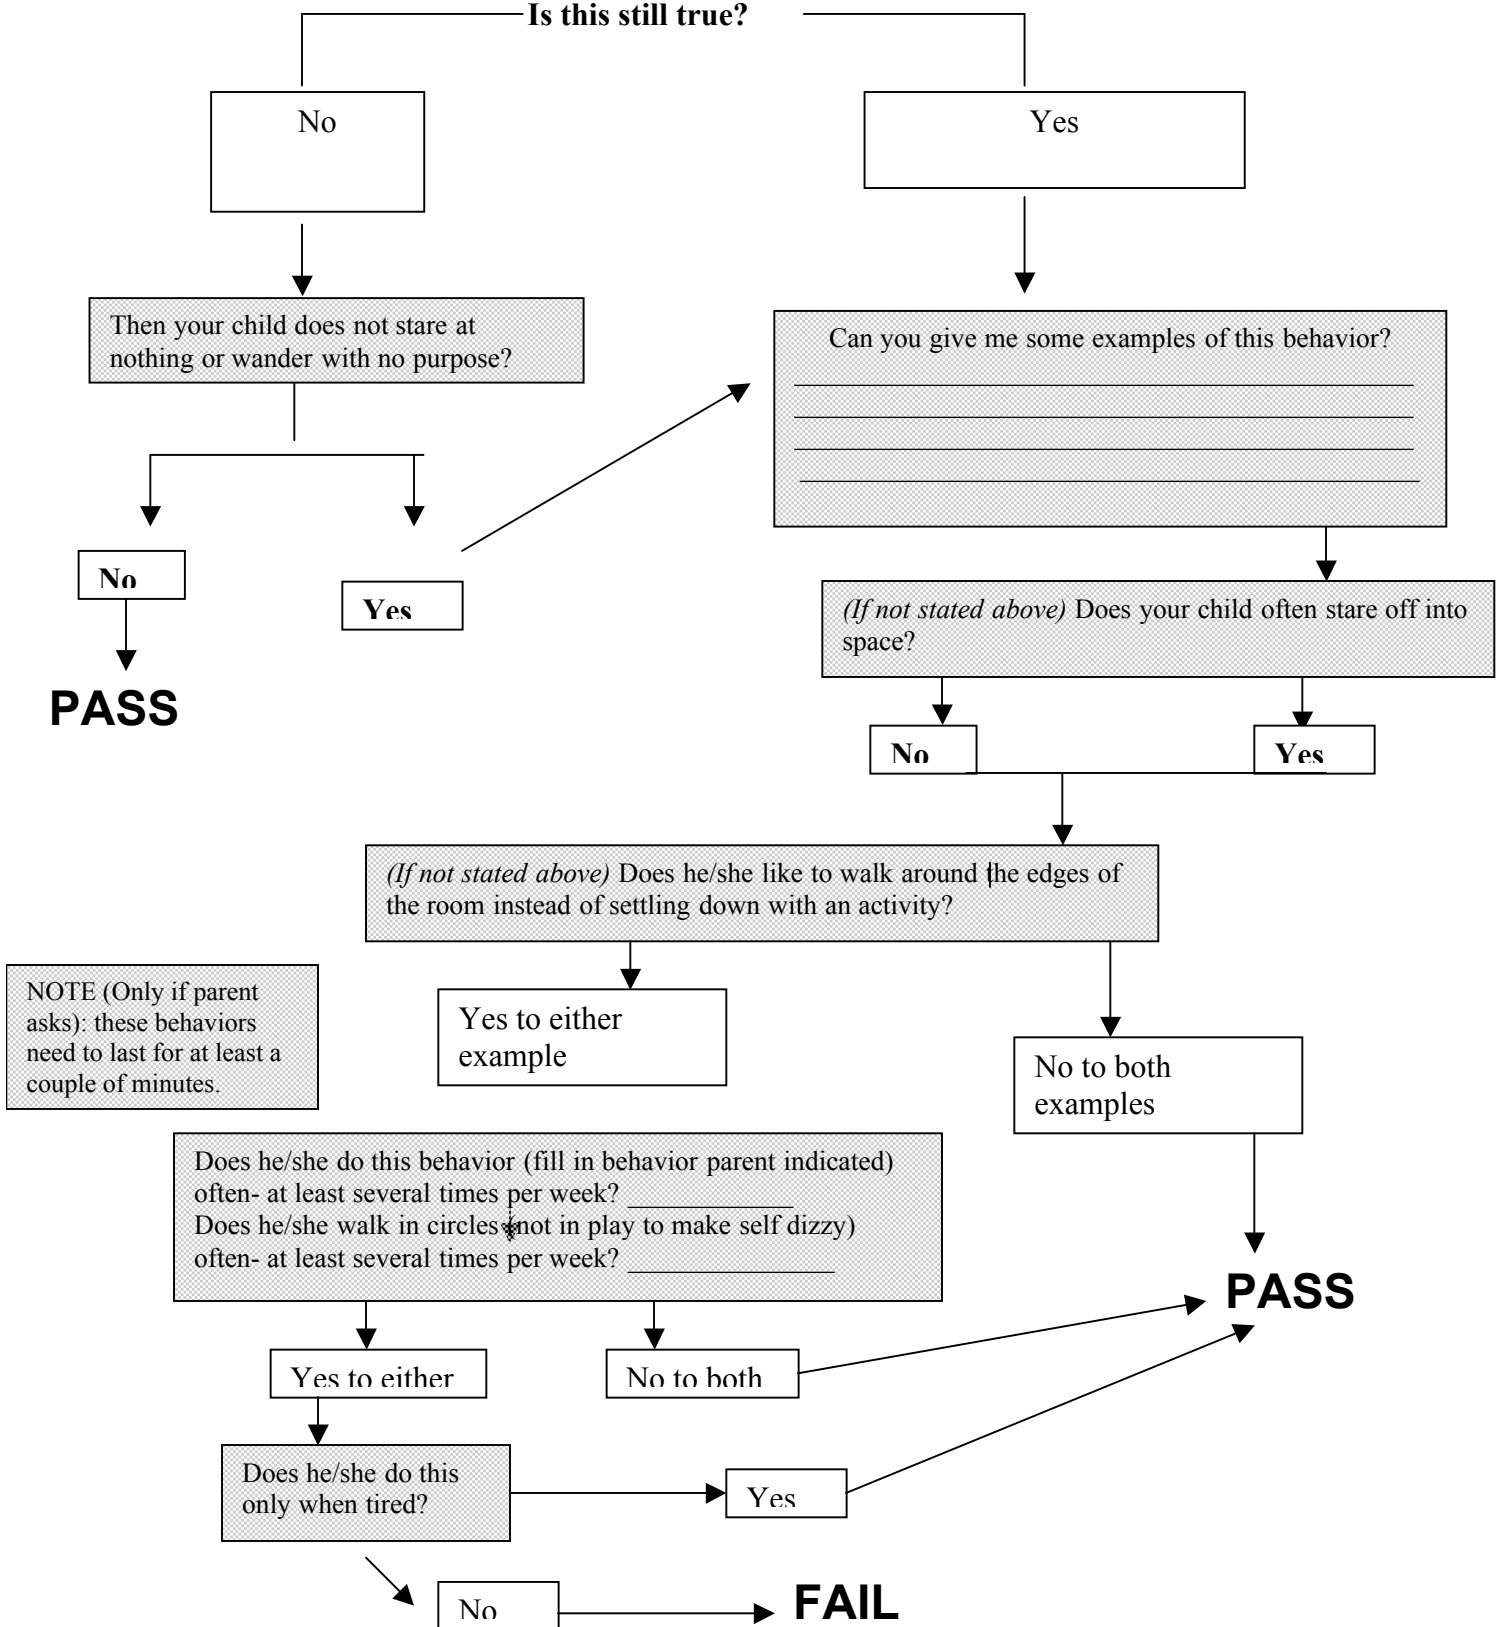 Is this still true?
No
Yes
Then your child does not stare at
nothing or wander with no purpose?
Can you give me some examples of this behavior?
No
Yes
PASS
(If not stated above) Does your child often stare off into
space?
No
Yes
(If not stated above) Does he/she like to walk around the edges of
the room instead of settling down with an activity?
NOTE (Only if parent
asks): these behaviors
need to last for at least a
couple of minutes.
Yes to either
example
No to both
examples
Does he/she do this behavior (fill in behavior parent indicated)
often- at least several times per week? ____________
Does he/she walk in circles (not in play to make self dizzy)
often- at least several times per week? _______________
PASS
Yes to either
No to both
Does he/she do this
only when tired?
Yes
No
FAIL